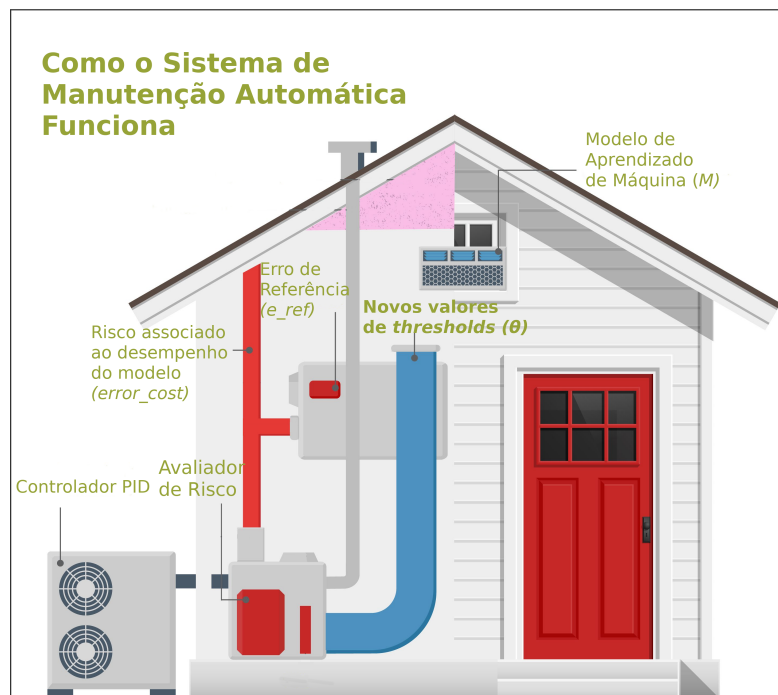 Como o Sistema de
Manutenção Automática
Funciona
Modelo de
Aprendizado
de Máquina (M)
Erro de
Referência
(e_ref)
Novos valores
de thresholds (θ)
Risco associado
ao desempenho
do modelo
(error_cost)
Avaliador
de Risco
Controlador PID